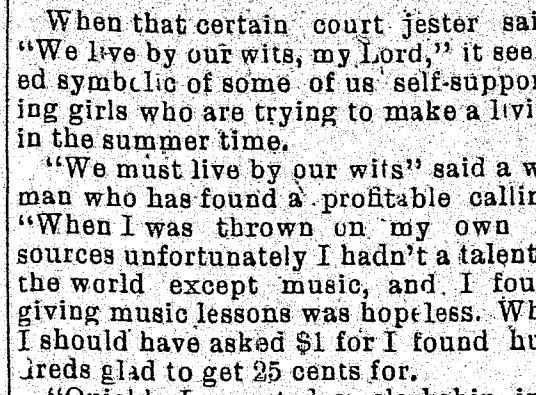 When that certain court jester sai
"We live by our wits, my Lord," it see
ed symbolic of some of us self-suppor
ing girls who are trying to make a livi
in the summer time.
"We must live by our wits" said a w
man who has found a profitable callin
"When I was thrown on my own
sources unfortunately I hadn't a talent
the world except music, and I fou
giving music lessons was hopeless. Wh
I should have asked $1 for I found hu
dreds glad to get 25 cents for.